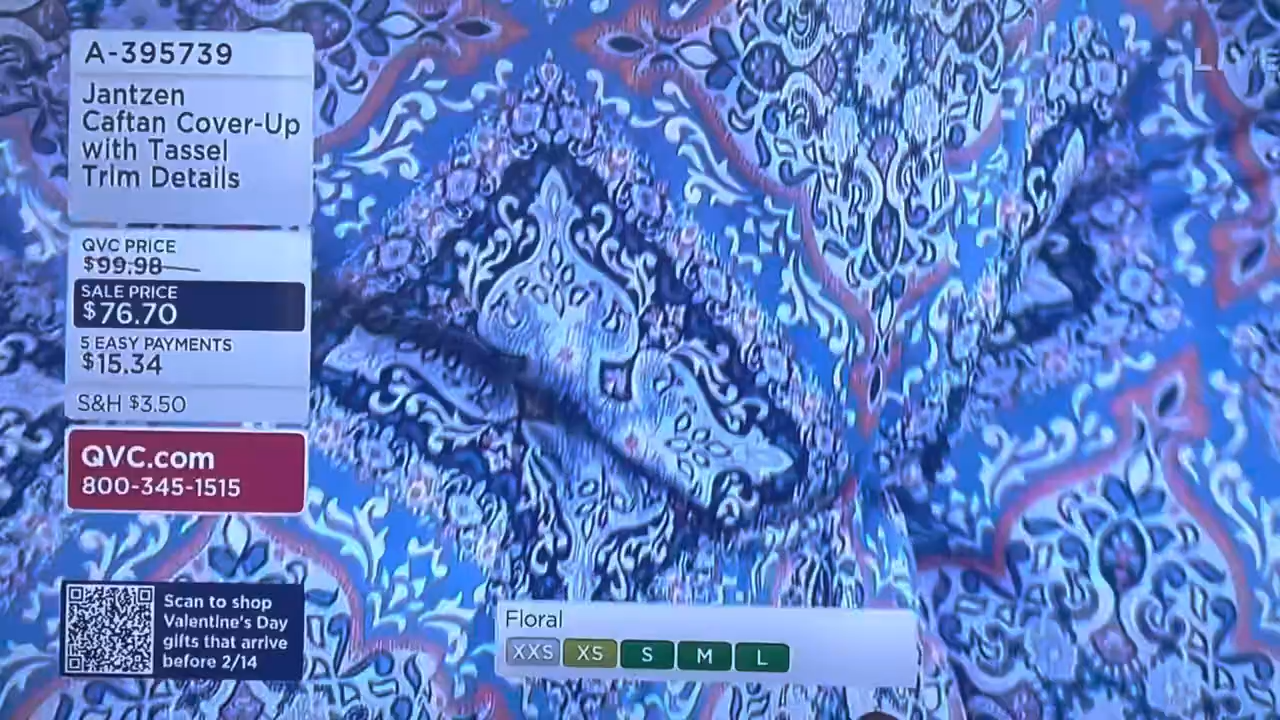 A-395739
Jantzen
Caftan Cover-Up
with Tassel
Trim Details
QVC PRICE
$99.98
SALE PRICE
$76.70
5 EASY PAYMENTS
$15.34
S&H $3.50
QVC.com
800-345-1515
Scan to shop
Valentine's Day
gifts that arrive
before 2/14
LIVE
Floral
XXS XS S M L